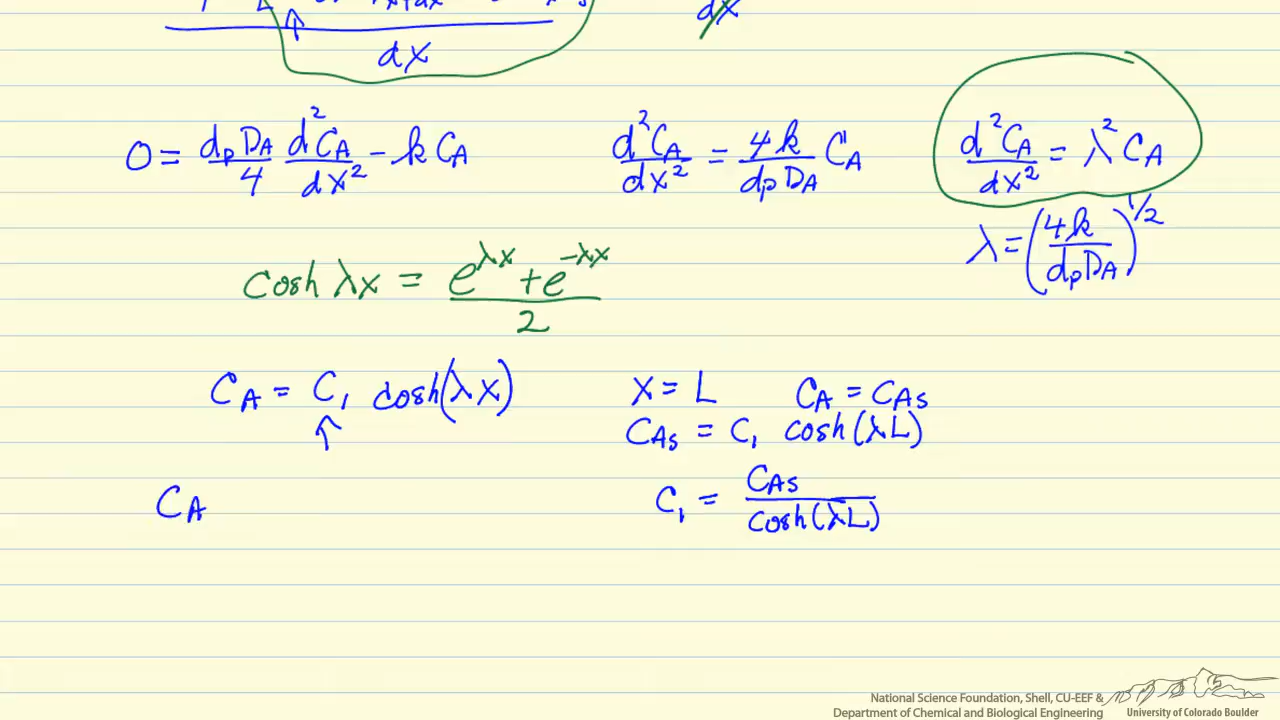 dx
dx
0 = dp DA/4 d²CA/dx² - k CA
d²CA/dx² = 4k/dp DA CA
d²CA/dx² = λ² CA
λ = (4k/dp DA)^1/2
cosh λx = e^λx + e^-λx / 2
CA = C1 cosh(λx)
x = L CA = CAs
CAs = C1 cosh(λL)
C1 = CAs/cosh(λL)
CA
National Science Foundation, Shell, CU-EEF &
Department of Chemical and Biological Engineering
University of Colorado Boulder